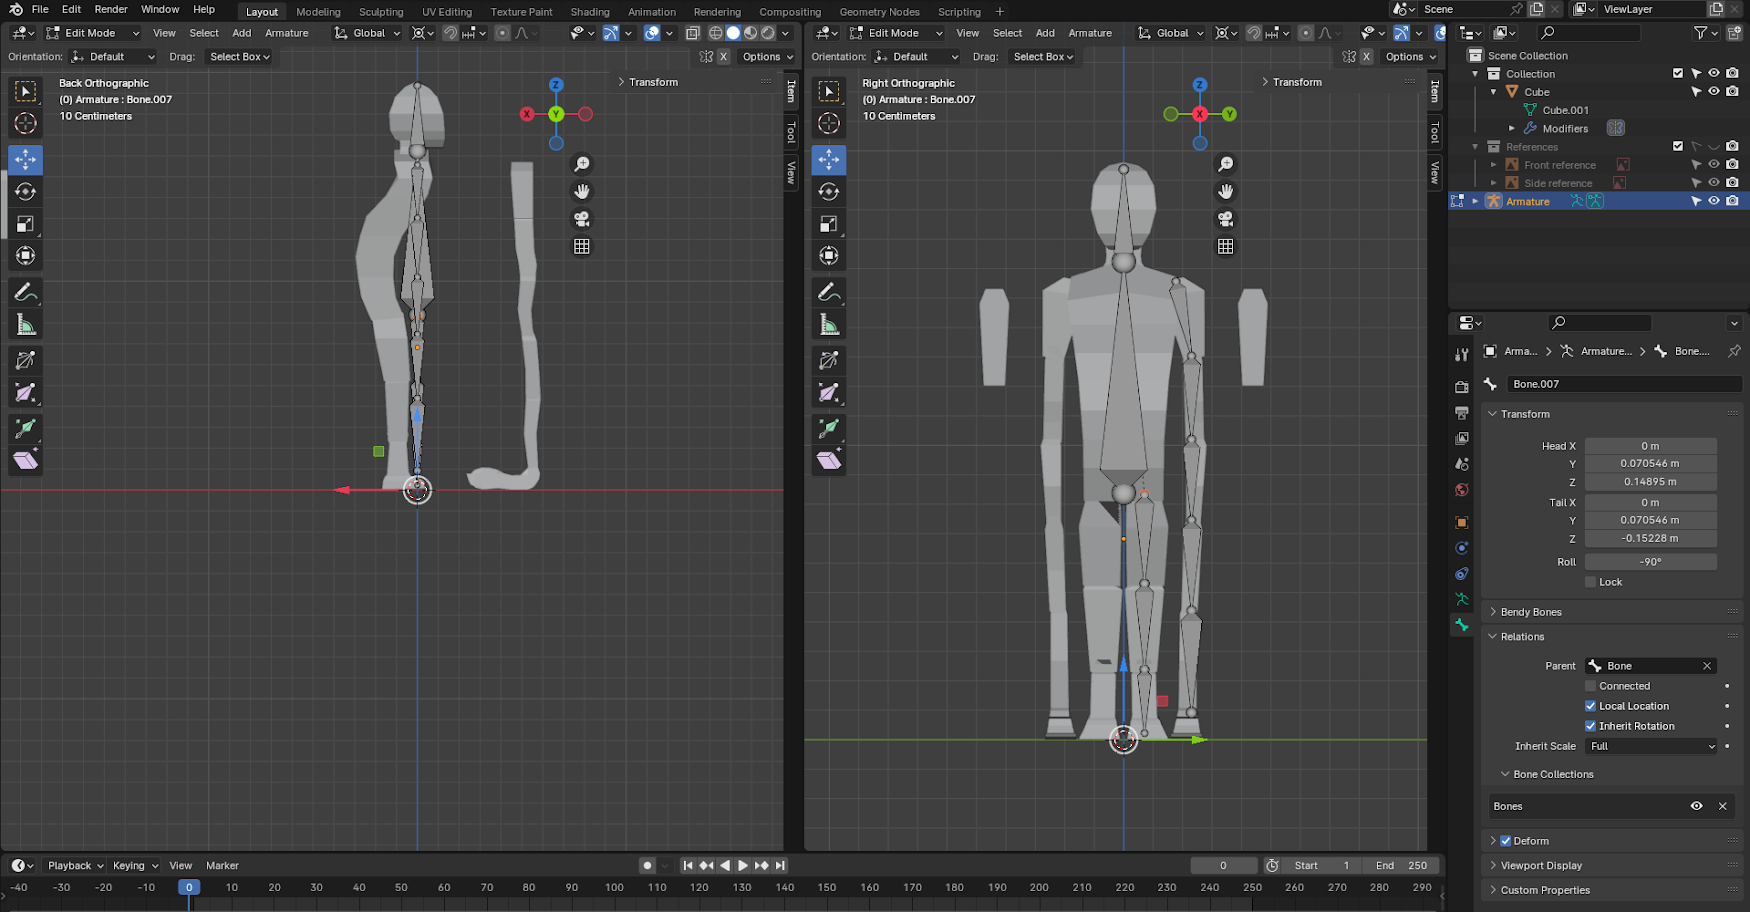 File Edit Render Window Help
Layout Modeling Sculpting UV Editing Texture Paint Shading Animation Rendering Compositing Geometry Nodes Scripting +
Scene
ViewLayer
Edit Mode View Select Add Armature Global
Orientation: Default Drag: Select Box X Options
Back Orthographic
(0) Armature : Bone.007
10 Centimeters
Transform
Z
X Y
Item
Tool
View
Edit Mode View Select Add Armature Global
Orientation: Default Drag: Select Box X Options
Right Orthographic
(0) Armature : Bone.007
10 Centimeters
Transform
Z
X Y
Item
Tool
View
Scene Collection
Collection
Cube
Cube.001
Modifiers
References
Front reference
Side reference
Armature
Arma... Armature... Bone....
Bone.007
Transform
Head X 0 m
Y 0.070546 m
Z 0.14895 m
Tail X 0 m
Y 0.070546 m
Z -0.15228 m
Roll -90°
Lock
Bendy Bones
Relations
Parent Bone
Connected
Local Location
Inherit Rotation
Inherit Scale Full
Bone Collections
Bones
Deform
Viewport Display
Custom Properties
Playback Keying View Marker
0 Start 1 End 250
-40 -30 -20 -10 0 10 20 30 40 50 60 70 80 90 100 110 120 130 140 150 160 170 180 190 200 210 220 230 240 250 260 270 280 290